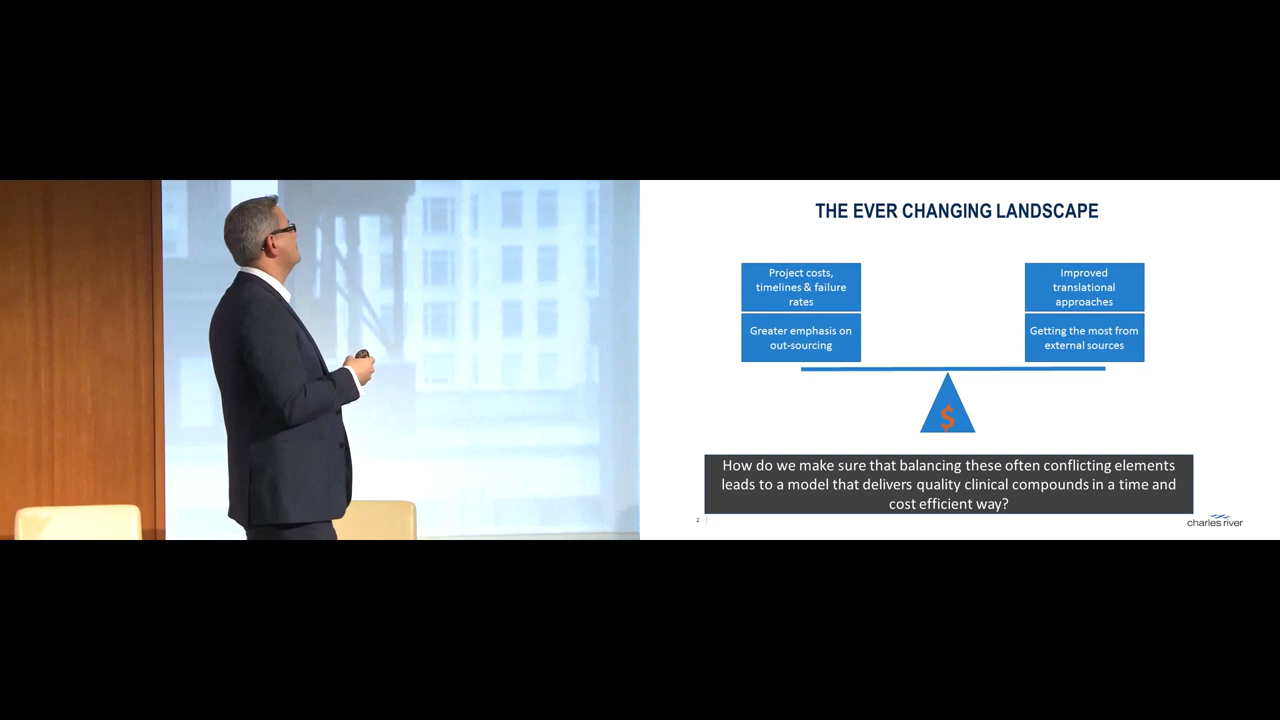 THE EVER CHANGING LANDSCAPE
Project costs,
timelines & failure
rates
Greater emphasis on
out-sourcing
Improved
translational
approaches
Getting the most from
external sources
$
How do we make sure that balancing these often conflicting elements
leads to a model that delivers quality clinical compounds in a time and
cost efficient way?
2
charles river